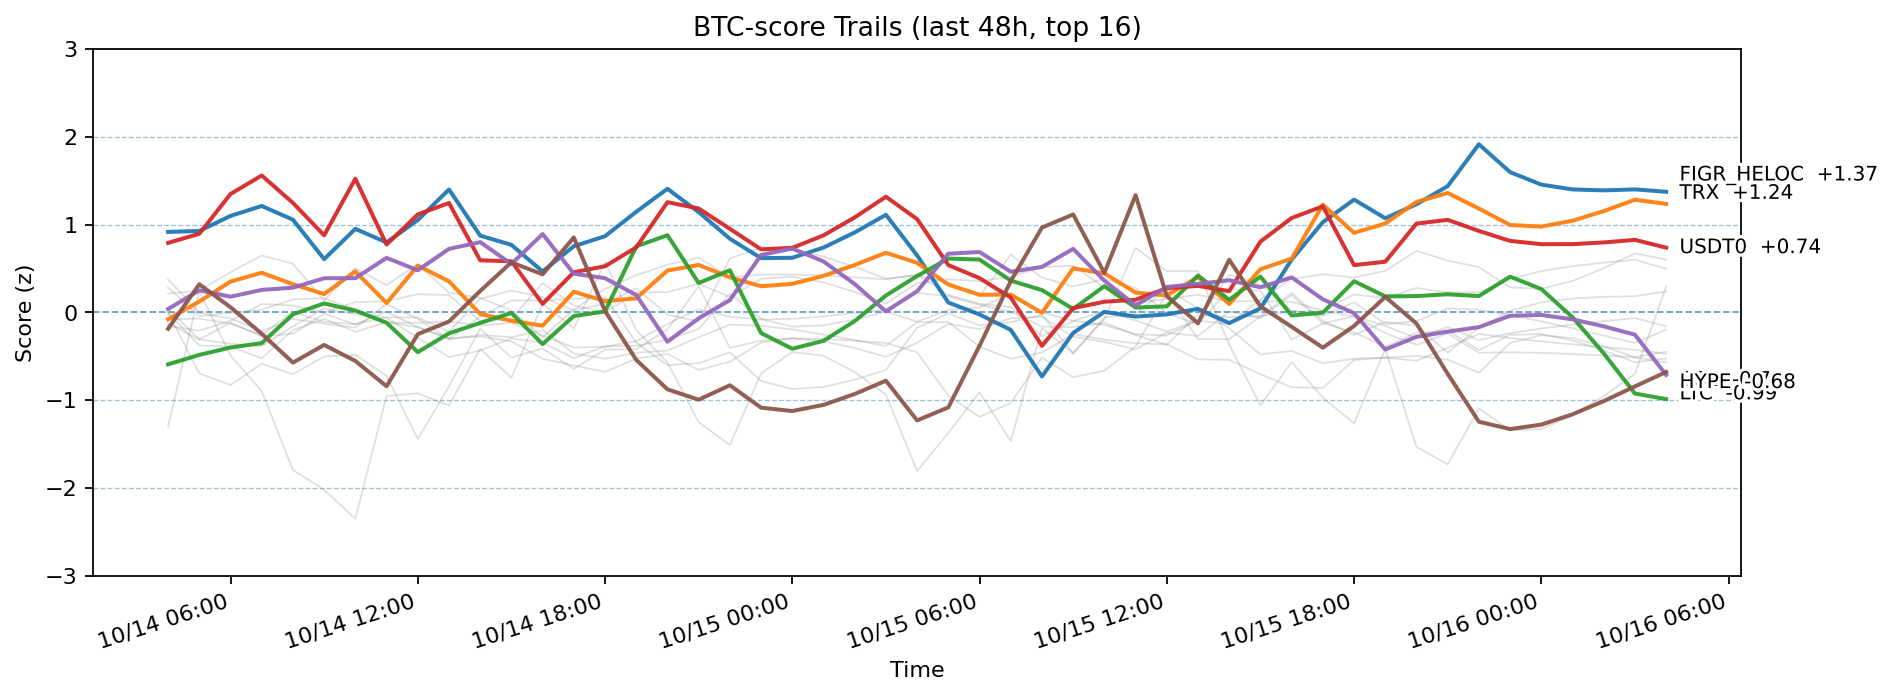 BTC-score Trails (last 48h, top 16)
Score (z)
3
2
1
0
−1
−2
−3
FIGR_HELOC +1.37
TRX +1.24
USDT0 +0.74
HYPE -0.68
LTC -0.99
10/14 06:00
10/14 12:00
10/14 18:00
10/15 00:00
10/15 06:00
10/15 12:00
10/15 18:00
10/16 00:00
10/16 06:00
Time